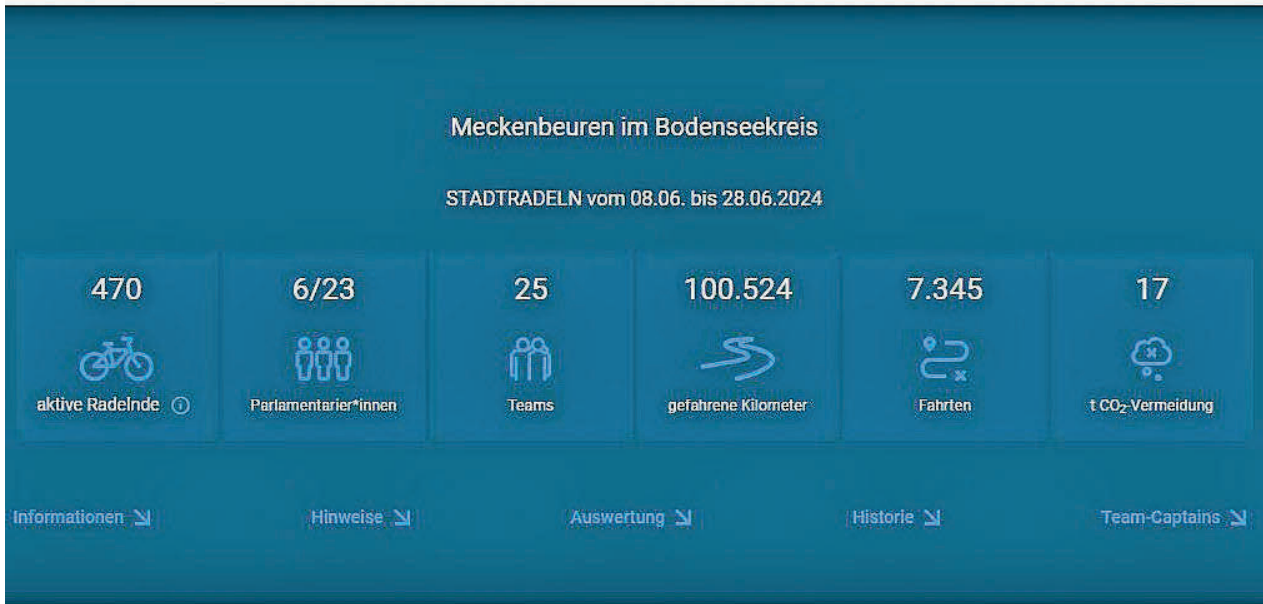 Meckenbeuren im Bodenseekreis
STADTRADELN vom 08.06. bis 28.06.2024
470
6/23
25
100.524
7.345
17
aktive Radelnde
Parlamentarier*innen
Teams
gefahrene Kilometer
Fahrten
t CO₂-Vermeidung
Informationen
Hinweise
Auswertung
Historie
Team-Captains